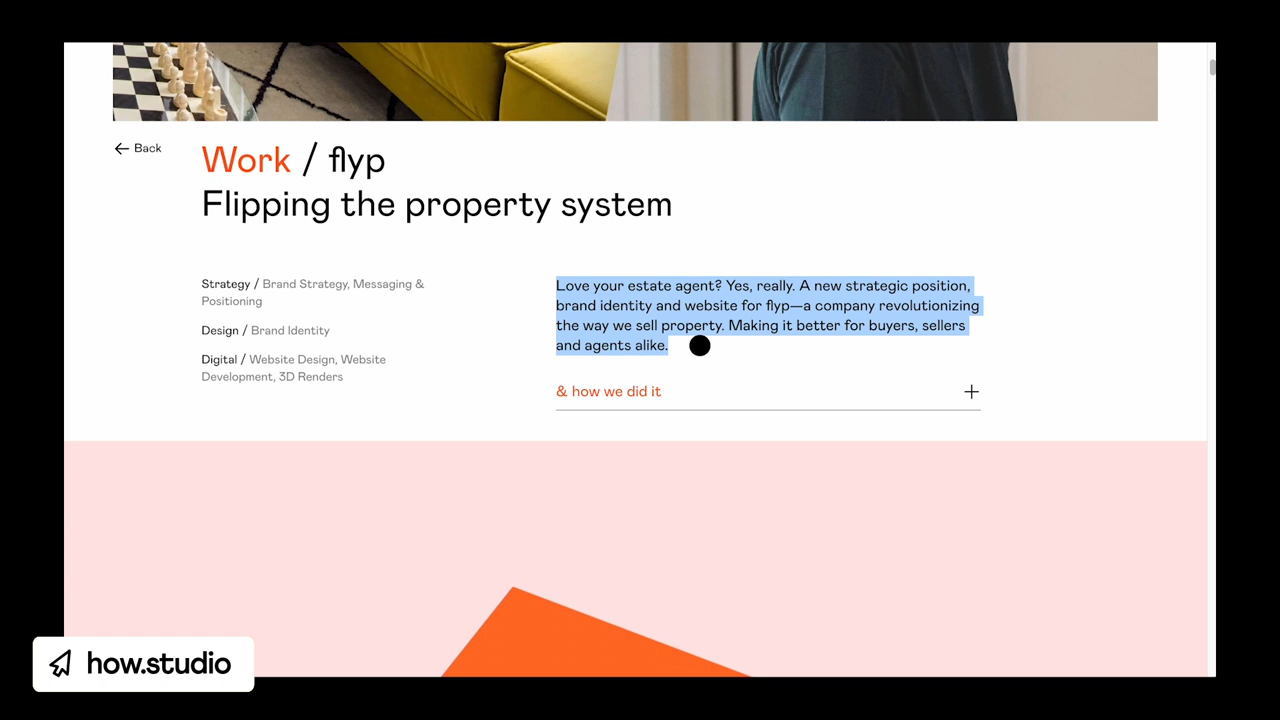 ← Back
Work / flyp
Flipping the property system
Strategy / Brand Strategy, Messaging &
Positioning
Design / Brand Identity
Digital / Website Design, Website
Development, 3D Renders
Love your estate agent? Yes, really. A new strategic position,
brand identity and website for flyp—a company revolutionizing
the way we sell property. Making it better for buyers, sellers
and agents alike.
& how we did it +
how.studio